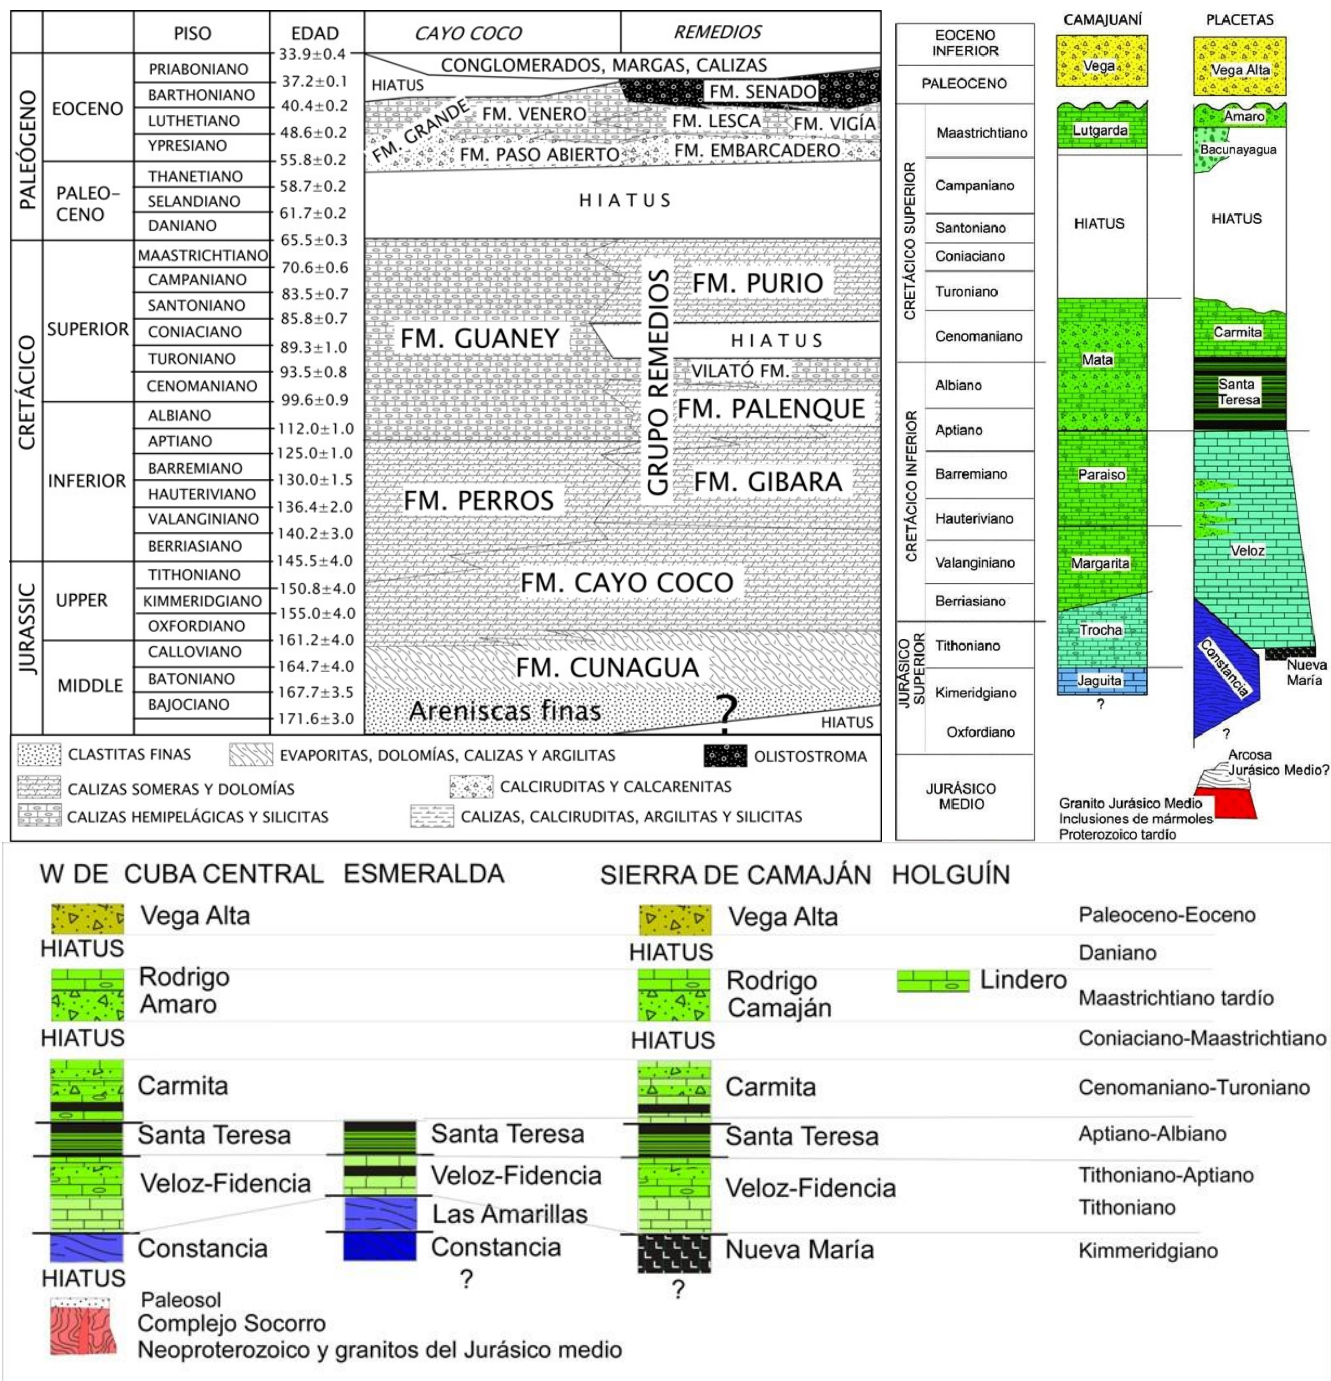 PISO
EDAD
CAYO COCO
REMEDIOS
PALEÓGENO
EOCENO
PALEO-
CENO
CRETÁCICO
SUPERIOR
INFERIOR
JURASSIC
UPPER
MIDDLE
33.9±0.4
PRIABONIANO
37.2±0.1
BARTHONIANO
40.4±0.2
LUTHETIANO
48.6±0.2
YPRESIANO
55.8±0.2
THANETIANO
58.7±0.2
SELANDIANO
61.7±0.2
DANIANO
65.5±0.3
MAASTRICHTIANO
70.6±0.6
CAMPANIANO
83.5±0.7
SANTONIANO
85.8±0.7
CONIACIANO
89.3±1.0
TURONIANO
93.5±0.8
CENOMANIANO
99.6±0.9
ALBIANO
112.0±1.0
APTIANO
125.0±1.0
BARREMIANO
130.0±1.5
HAUTERIVIANO
136.4±2.0
VALANGINIANO
140.2±3.0
BERRIASIANO
145.5±4.0
TITHONIANO
150.8±4.0
KIMMERIDGIANO
155.0±4.0
OXFORDIANO
161.2±4.0
CALLOVIANO
164.7±4.0
BATONIANO
167.7±3.5
BAJOCIANO
171.6±3.0
CONGLOMERADOS, MARGAS, CALIZAS
HIATUS
FM. SENADO
FM. GRANDE
FM. VENERO
FM. LESCA
FM. VIGÍA
FM. PASO ABIERTO
FM. EMBARCADERO
HIATUS
GRUPO REMEDIOS
FM. PURIO
FM. GUANEY
HIATUS
VILATÓ FM.
FM. PALENQUE
FM. GIBARA
FM. PERROS
FM. CAYO COCO
FM. CUNAGUA
Areniscas finas
?
HIATUS
CLASTITAS FINAS
EVAPORITAS, DOLOMÍAS, CALIZAS Y ARGILITAS
OLISTOSTROMA
CALIZAS SOMERAS Y DOLOMÍAS
CALCIRUDITAS Y CALCARENITAS
CALIZAS HEMIPELÁGICAS Y SILICITAS
CALIZAS, CALCIRUDITAS, ARGILITAS Y SILICITAS
CAMAJUANÍ
PLACETAS
EOCENO
INFERIOR
PALEOCENO
CRETÁCICO SUPERIOR
Maastrichtiano
Campaniano
Santoniano
Coniaciano
Turoniano
Cenomaniano
CRETÁCICO INFERIOR
Albiano
Aptiano
Barremiano
Hauteriviano
Valanginiano
Berriasiano
JURÁSICO
SUPERIOR
Tithoniano
Kimeridgiano
Oxfordiano
JURÁSICO
MEDIO
Vega
Lutgarda
HIATUS
Mata
Paraiso
Margarita
Trocha
Jaguita
?
Vega Alta
Amaro
Bacunayagua
HIATUS
Carmita
Santa
Teresa
Veloz
Constancia
Nueva
María
?
Arcosa
Jurásico Medio?
Granito Jurásico Medio
Inclusiones de mármoles
Proterozoico tardío
W DE CUBA CENTRAL
ESMERALDA
SIERRA DE CAMAJÁN
HOLGUÍN
Vega Alta
HIATUS
Rodrigo
Amaro
HIATUS
Carmita
Santa Teresa
Veloz-Fidencia
Constancia
HIATUS
Paleosol
Complejo Socorro
Neoproterozoico y granitos del Jurásico medio
Santa Teresa
Veloz-Fidencia
Las Amarillas
Constancia
?
Vega Alta
HIATUS
Rodrigo
Camaján
HIATUS
Carmita
Santa Teresa
Veloz-Fidencia
Nueva María
?
Lindero
Paleoceno-Eoceno
Daniano
Maastrichtiano tardío
Coniaciano-Maastrichtiano
Cenomaniano-Turoniano
Aptiano-Albiano
Tithoniano-Aptiano
Tithoniano
Kimmeridgiano